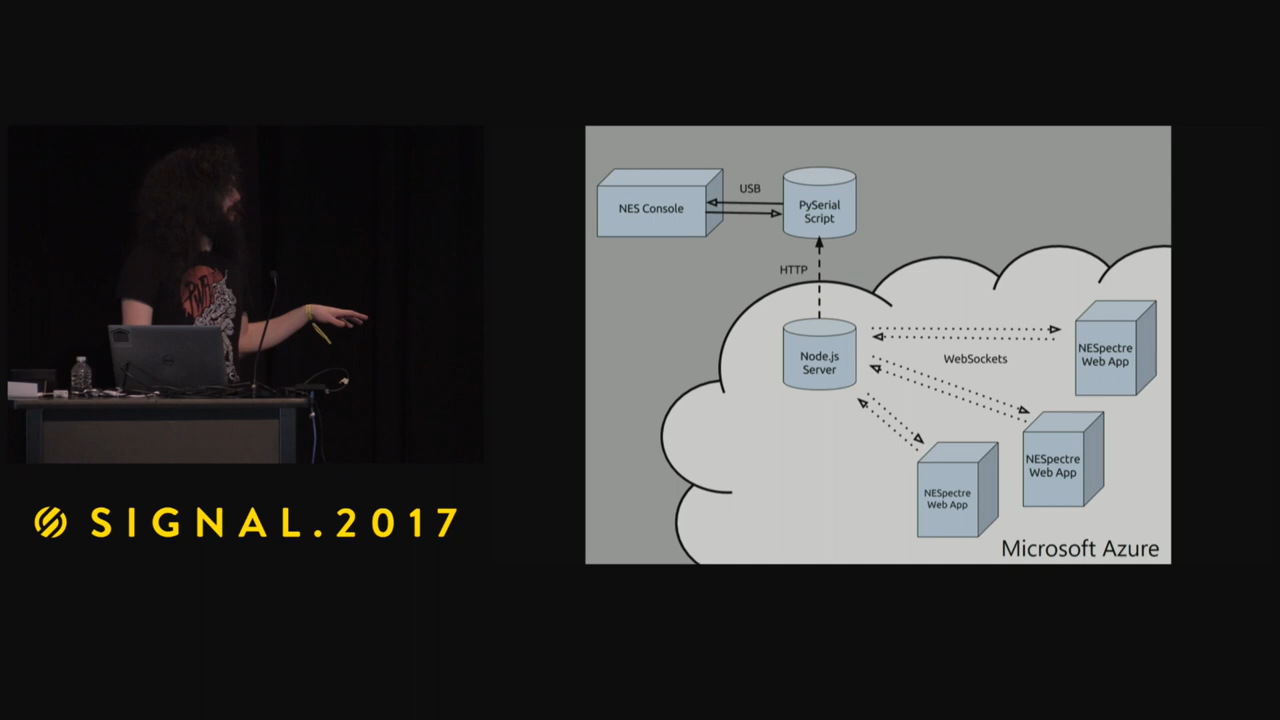 SIGNAL.2017
NES Console
USB
PySerial
Script
HTTP
Node.js
Server
WebSockets
NESpectre
Web App
NESpectre
Web App
NESpectre
Web App
Microsoft Azure